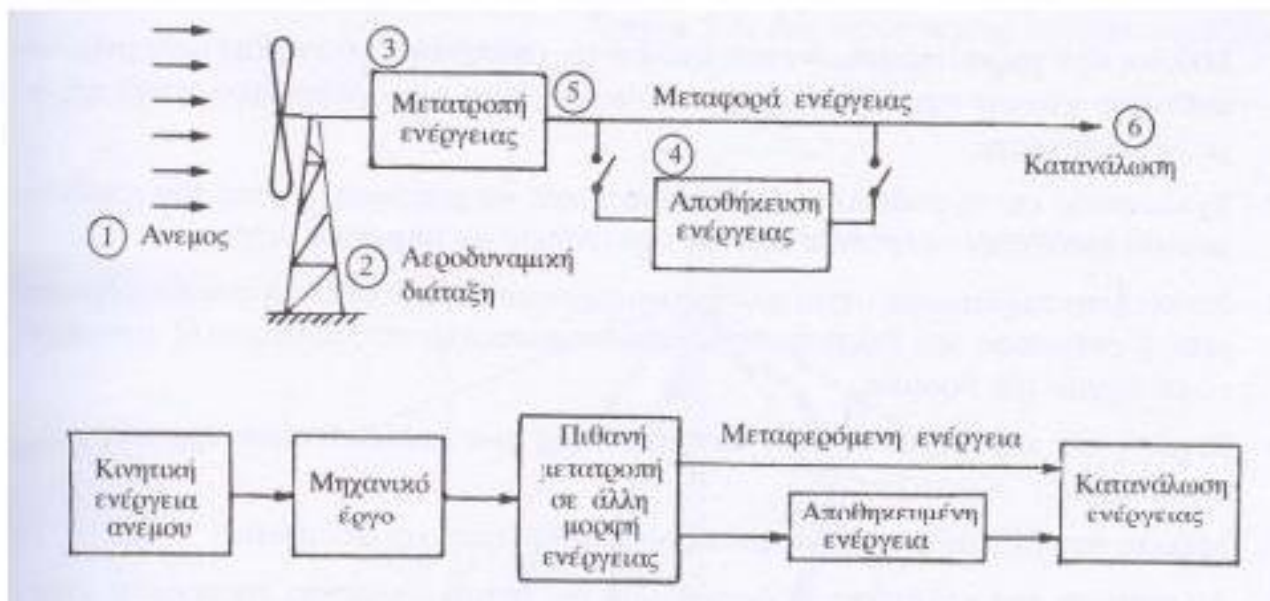 ③
Μετατροπή
ενέργειας
⑤
Μεταφορά ενέργειας
⑥
Κατανάλωση
④
Αποθήκευση
ενέργειας
① Ανεμος
② Αεροδυναμική
διάταξη
Κινητική
ενέργεια
ανεμου
Μηχανικό
έργο
Πιθανή
μετατροπή
σε άλλη
μορφή
ενέργειας
Μεταφερόμενη ενέργεια
Αποθηκευμένη
ενέργεια
Κατανάλωση
ενέργειας